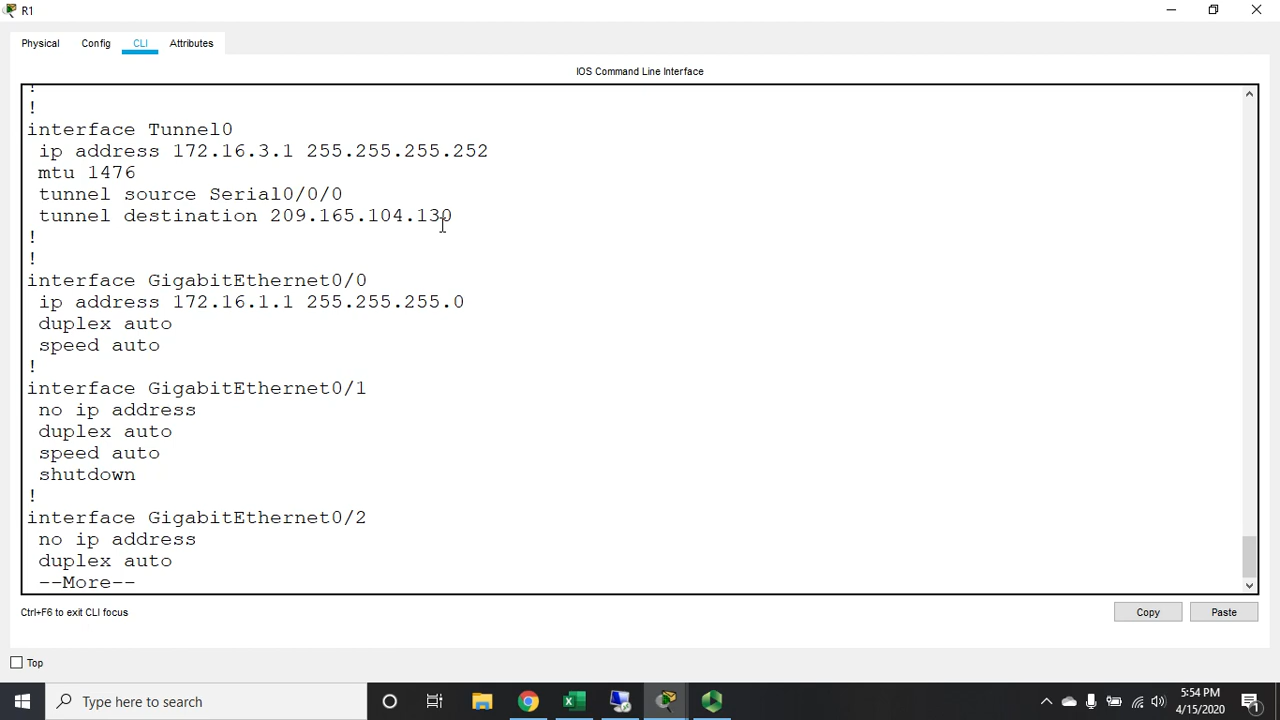 R1
Physical
Config
CLI
Attributes
IOS Command Line Interface
!
!
interface Tunnel0
ip address 172.16.3.1 255.255.255.252
mtu 1476
tunnel source Serial0/0/0
tunnel destination 209.165.104.130
!
!
interface GigabitEthernet0/0
ip address 172.16.1.1 255.255.255.0
duplex auto
speed auto
!
interface GigabitEthernet0/1
no ip address
duplex auto
speed auto
shutdown
!
interface GigabitEthernet0/2
no ip address
duplex auto
--More--
Ctrl+F6 to exit CLI focus
Copy
Paste
Top
Type here to search
5:54 PM
4/15/2020
1